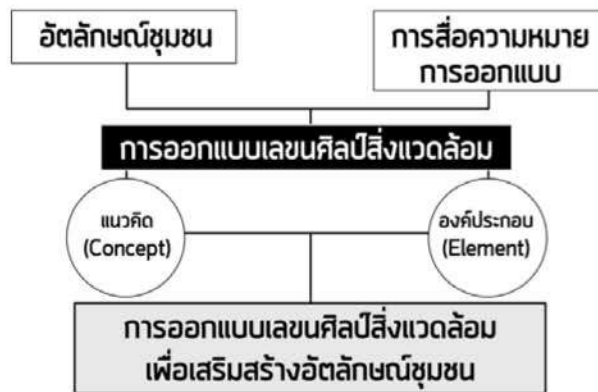 อัตลักษณ์ชุมชน
การสื่อความหมาย
การออกแบบ
การออกแบบเลขนศิลป์สิ่งแวดล้อม
แนวคิด
(Concept)
องค์ประกอบ
(Element)
การออกแบบเลขนศิลป์สิ่งแวดล้อม
เพื่อเสริมสร้างอัตลักษณ์ชุมชน